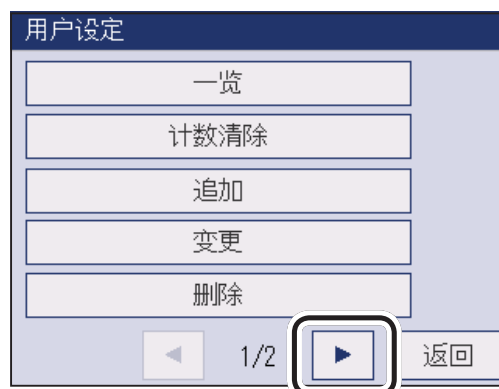 用户设定
一览
计数清除
追加
变更
删除
◄ 1/2 ► 返回